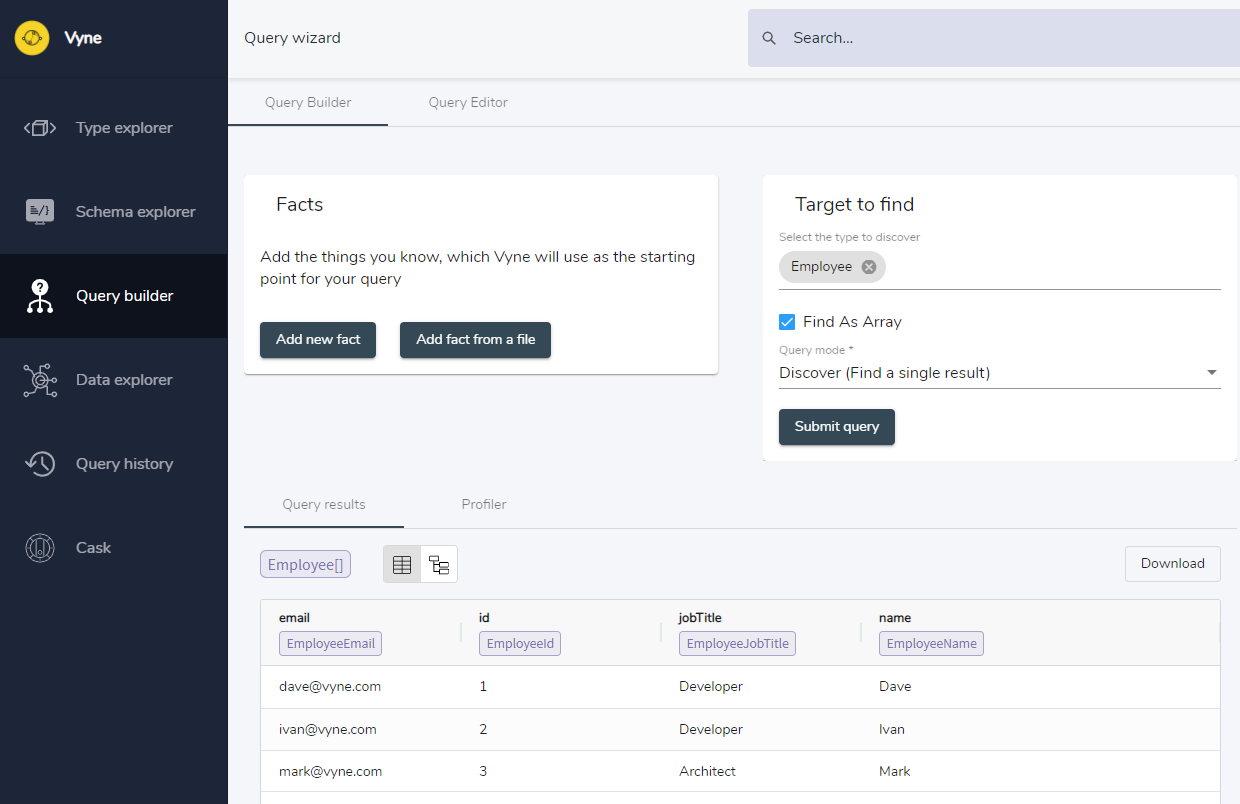 Vyne
Query wizard
Search...
Type explorer
Schema explorer
Query builder
Data explorer
Query history
Cask
Query Builder
Query Editor
Facts
Add the things you know, which Vyne will use as the starting
point for your query
Add new fact
Add fact from a file
Target to find
Select the type to discover
Employee
Find As Array
Query mode *
Discover (Find a single result)
Submit query
Query results
Profiler
Employee[]
Download
email id jobTitle name
EmployeeEmail EmployeeId EmployeeJobTitle EmployeeName
dave@vyne.com 1 Developer Dave
ivan@vyne.com 2 Developer Ivan
mark@vyne.com 3 Architect Mark